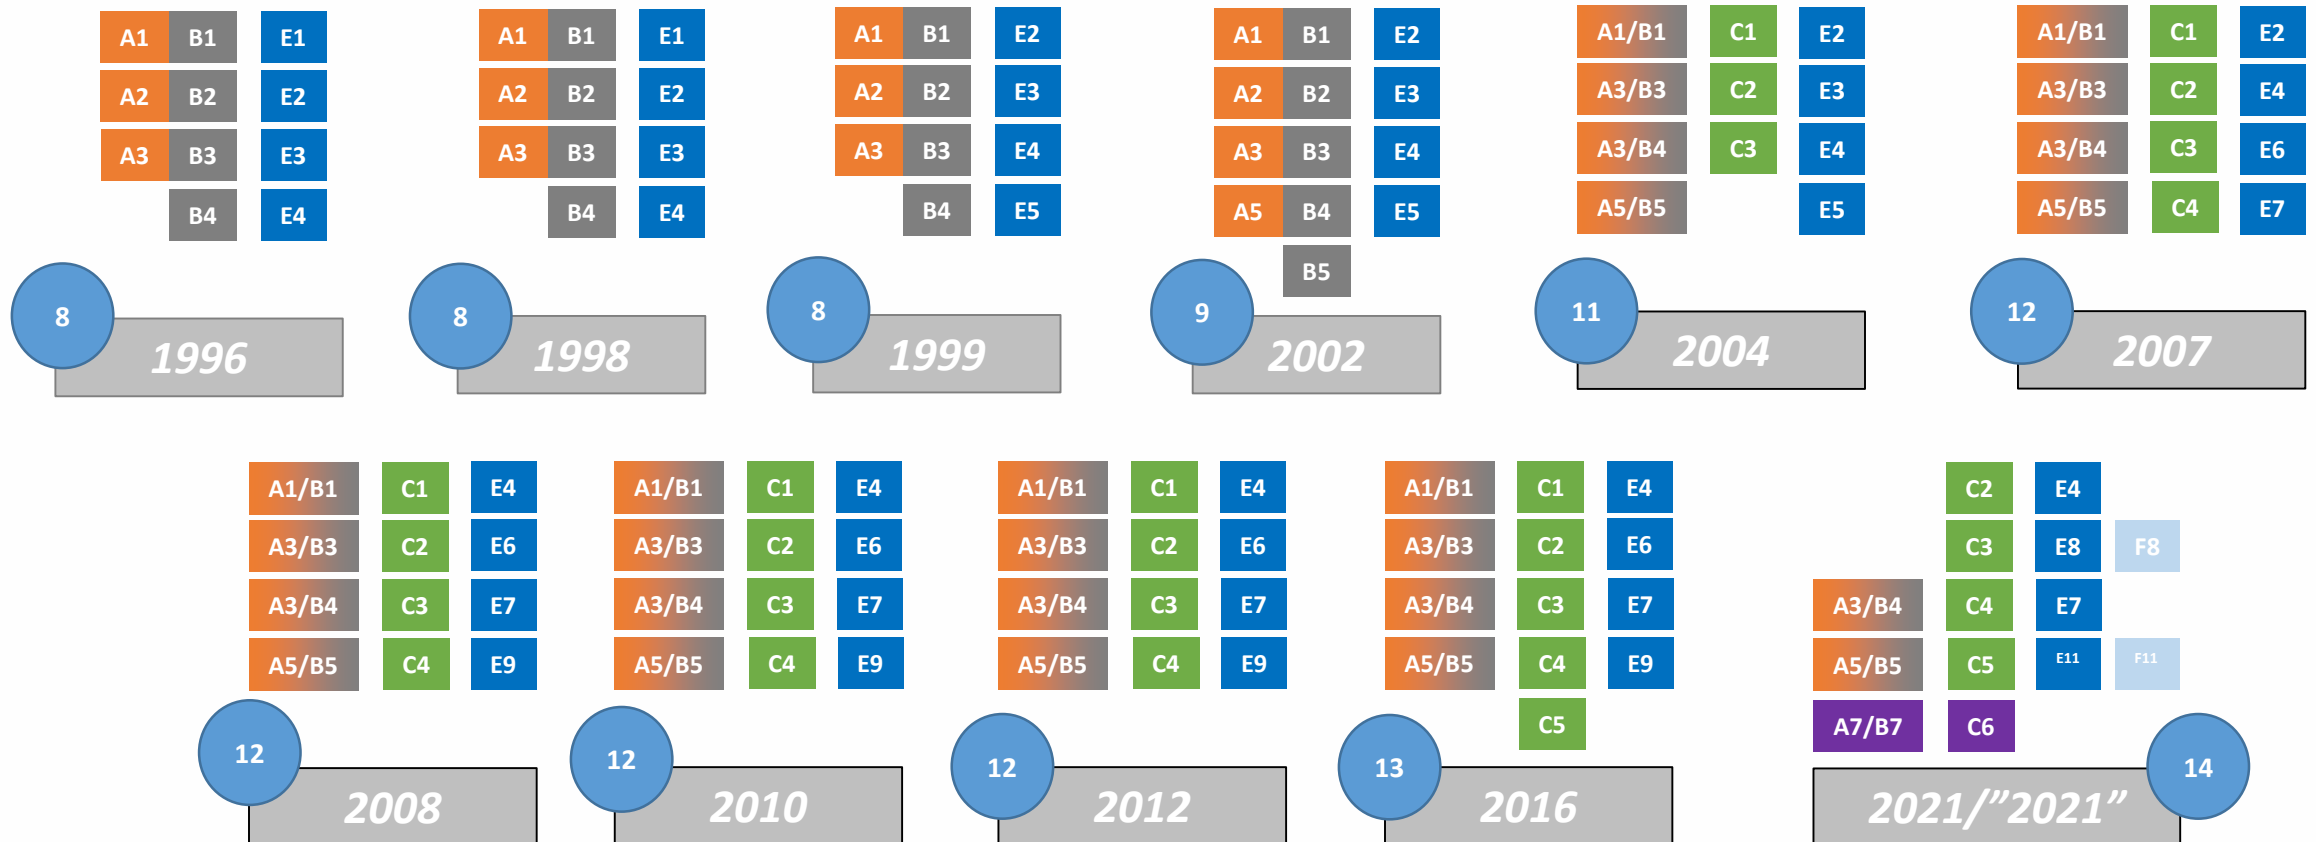 A1 B1 E1
A2 B2 E2
A3 B3 E3
B4 E4
8
1996
A1 B1 E1
A2 B2 E2
A3 B3 E3
B4 E4
8
1998
A1 B1 E2
A2 B2 E3
A3 B3 E4
B4 E5
8
1999
A1 B1 E2
A2 B2 E3
A3 B3 E4
A5 B4 E5
B5
9
2002
A1/B1 C1 E2
A3/B3 C2 E3
A3/B4 C3 E4
A5/B5 E5
11
2004
A1/B1 C1 E2
A3/B3 C2 E4
A3/B4 C3 E6
A5/B5 C4 E7
12
2007
A1/B1 C1 E4
A3/B3 C2 E6
A3/B4 C3 E7
A5/B5 C4 E9
12
2008
A1/B1 C1 E4
A3/B3 C2 E6
A3/B4 C3 E7
A5/B5 C4 E9
12
2010
A1/B1 C1 E4
A3/B3 C2 E6
A3/B4 C3 E7
A5/B5 C4 E9
12
2012
A1/B1 C1 E4
A3/B3 C2 E6
A3/B4 C3 E7
A5/B5 C4 E9
C5
13
2016
C2 E4
C3 E8 F8
A3/B4 C4 E7
A5/B5 C5 E11 F11
A7/B7 C6
14
2021/”2021”